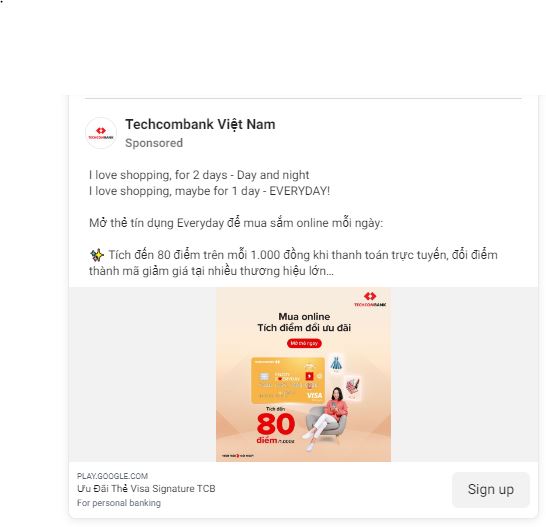 Techcombank Việt Nam
Sponsored
I love shopping, for 2 days - Day and night
I love shopping, maybe for 1 day - EVERYDAY!
Mở thẻ tín dụng Everyday để mua sắm online mỗi ngày:
✨ Tích đến 80 điểm trên mỗi 1.000 đồng khi thanh toán trực tuyến, đổi điểm
thành mã giảm giá tại nhiều thương hiệu lớn...
TECHCOMBANK
Mua online
Tích điểm đổi ưu đãi
Mở thẻ ngay
VISA
Tích đến
80
điểm/1.000đ
PLAY.GOOGLE.COM
Ưu Đãi Thẻ Visa Signature TCB
For personal banking
Sign up